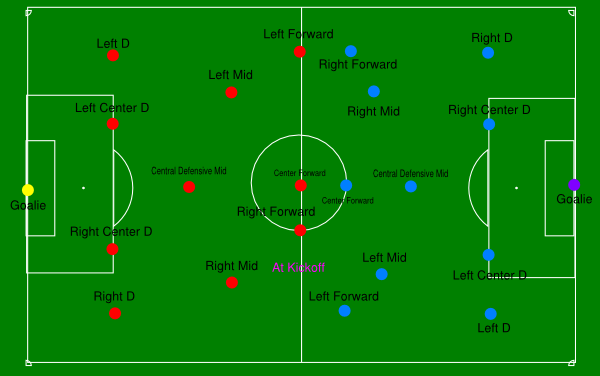 Left Forward
Right D
Left D
Right Forward
Left Mid
Left Center D
Right Mid
Right Center D
Central Defensive Mid
Center Forward
Central Defensive Mid
Goalie
Center Forward
Goalie
Right Forward
Right Center D
Left Mid
Right Mid
At Kickoff
Left Center D
Right D
Left Forward
Left D